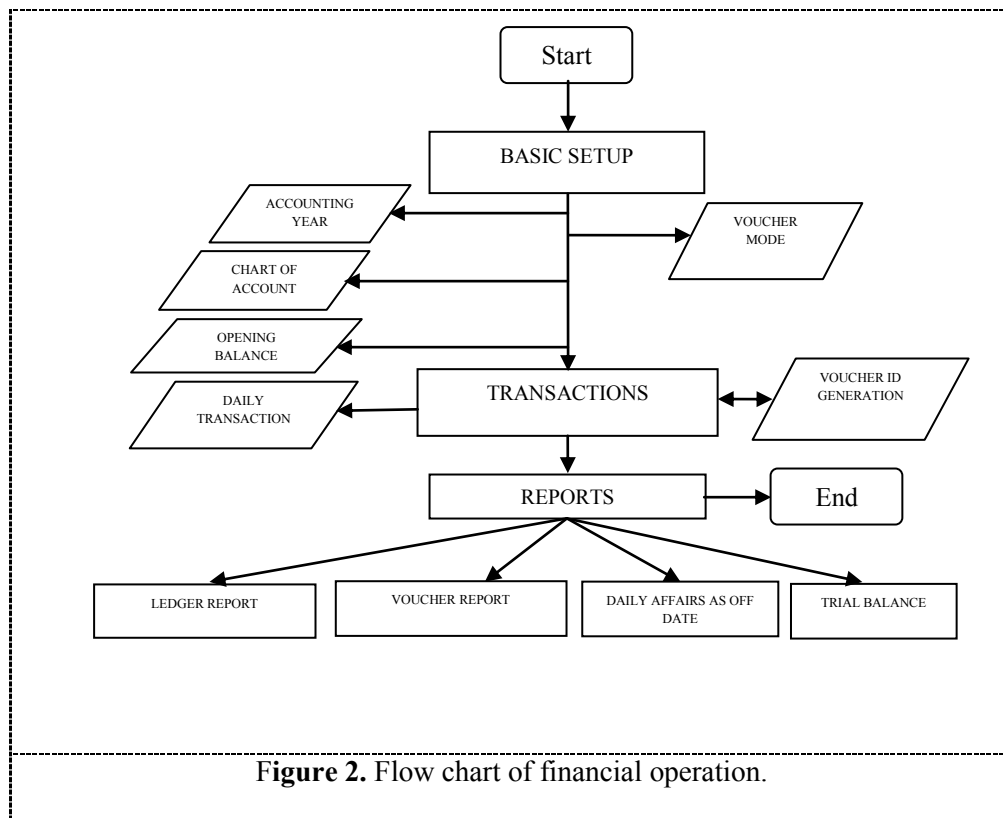 Start
BASIC SETUP
ACCOUNTING
YEAR
VOUCHER
MODE
CHART OF
ACCOUNT
OPENING
BALANCE
TRANSACTIONS
VOUCHER ID
GENERATION
DAILY
TRANSACTION
REPORTS
End
LEDGER REPORT
VOUCHER REPORT
DAILY AFFAIRS AS OFF
DATE
TRIAL BALANCE
Figure 2. Flow chart of financial operation.